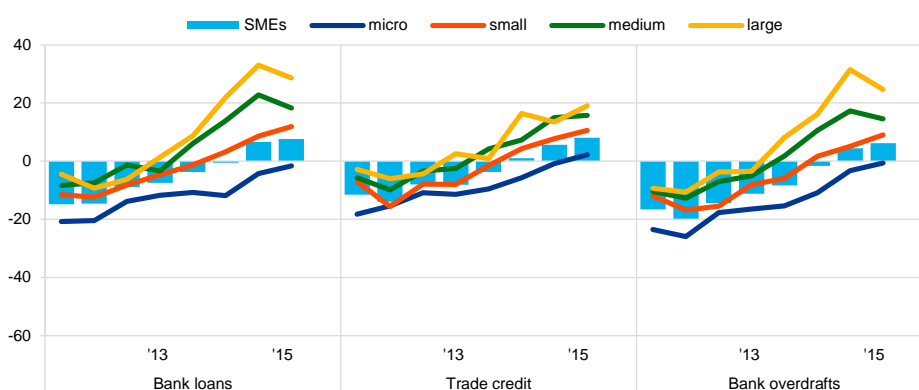 SMEs micro small medium large
40
20
0
-20
-40
-60
'13 '15 '13 '15 '13 '15
Bank loans Trade credit Bank overdrafts